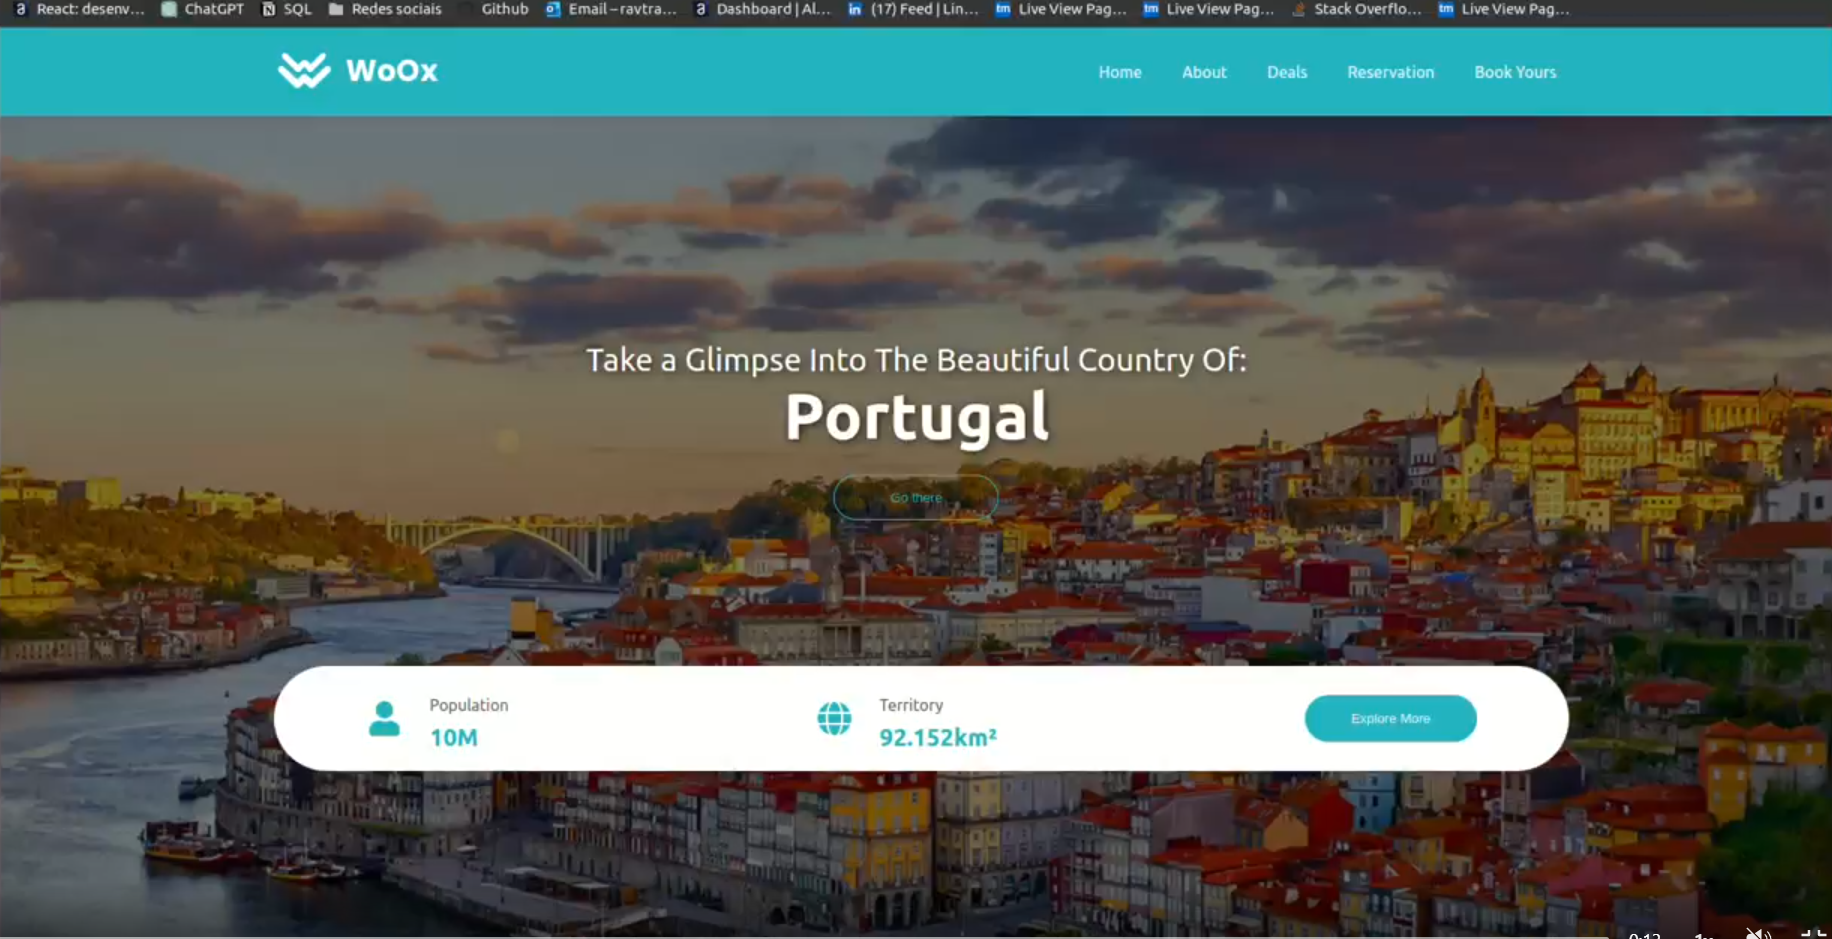 React: desenv... ChatGPT SQL Redes sociais Github Email – ravtra... Dashboard | Al... (17) Feed | Lin... Live View Pag... Live View Pag... Stack Overflo... Live View Pag...
WoOx Home About Deals Reservation Book Yours
Take a Glimpse Into The Beautiful Country Of:
Portugal
Go there
Population
10M
Territory
92.152km²
Explore More